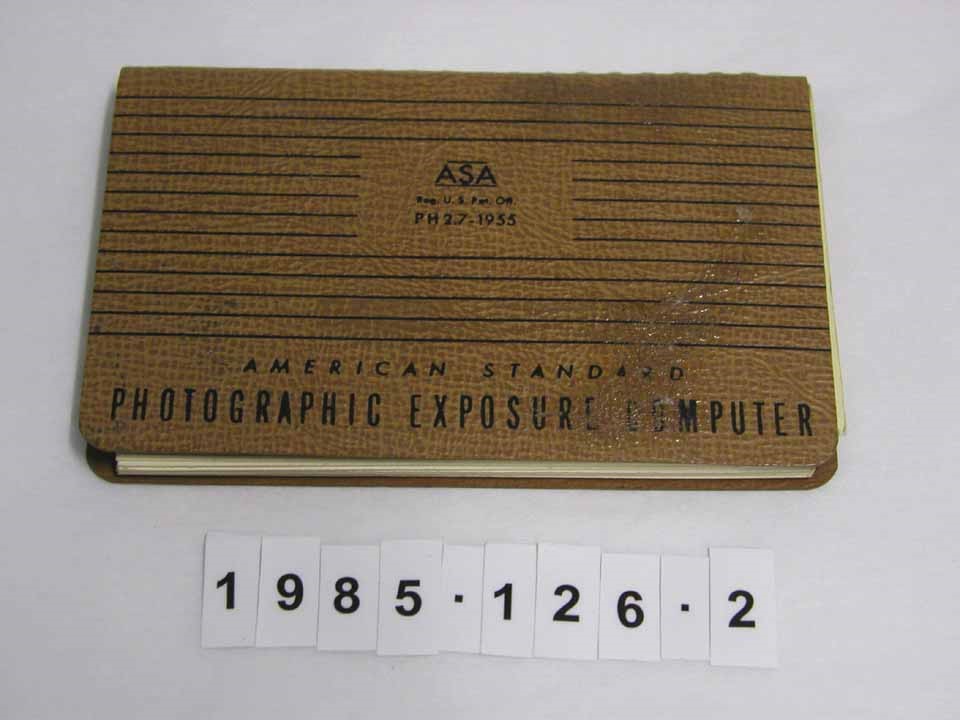 ASA
Reg. U.S. Pat. Off.
PH2.7-1955
AMERICAN STANDARD
PHOTOGRAPHIC EXPOSURE COMPUTER
1985·126·2